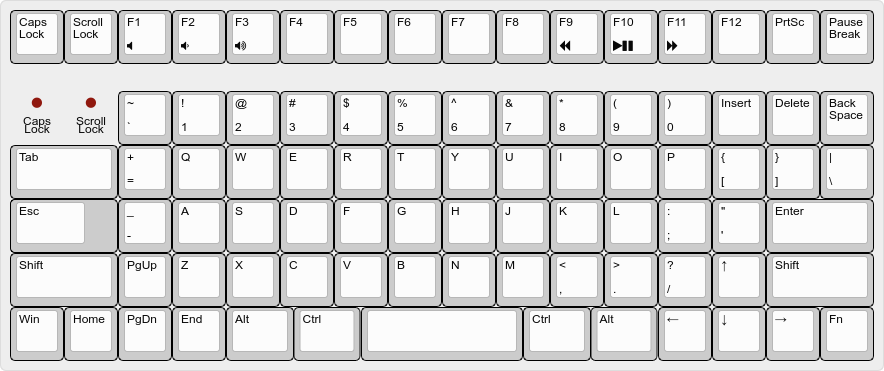 Caps Lock Scroll Lock F1 F2 F3 F4 F5 F6 F7 F8 F9 F10 F11 F12 PrtSc Pause Break
Caps Lock Scroll Lock ~ ` ! 1 @ 2 # 3 $ 4 % 5 ^ 6 & 7 * 8 ( 9 ) 0 Insert Delete Back Space
Tab + = Q W E R T Y U I O P { [ } ] | \
Esc _ - A S D F G H J K L : ; " ' Enter
Shift PgUp Z X C V B N M < , > . ? / ↑ Shift
Win Home PgDn End Alt Ctrl Ctrl Alt ← ↓ → Fn